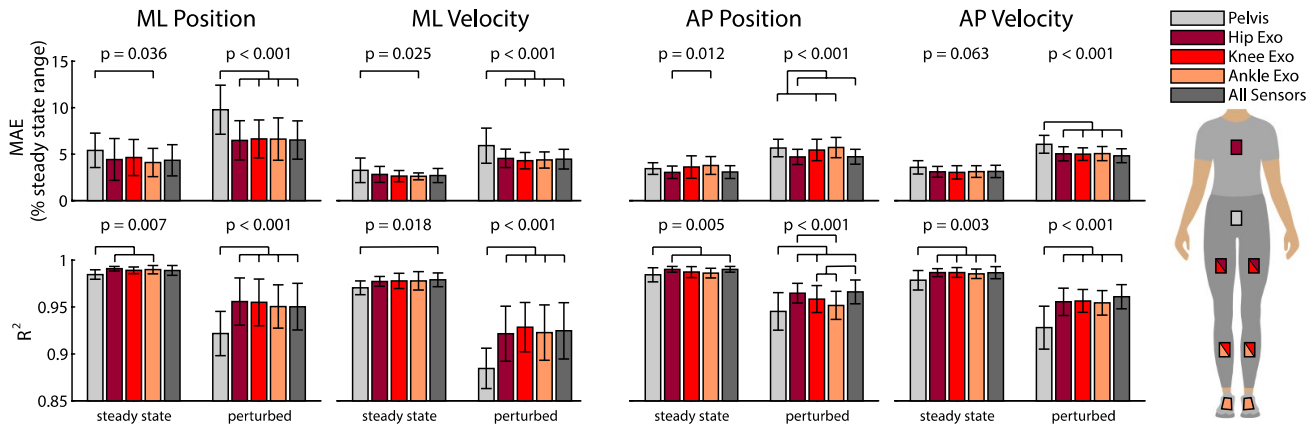 ML Position
ML Velocity
AP Position
AP Velocity
Pelvis
Hip Exo
Knee Exo
Ankle Exo
All Sensors
MAE
(% steady state range)
15
10
5
0
p = 0.036
p < 0.001
p = 0.025
p < 0.001
p = 0.012
p < 0.001
p = 0.063
p < 0.001
R²
1
0.95
0.9
0.85
p = 0.007
p < 0.001
p = 0.018
p < 0.001
p = 0.005
p < 0.001
p = 0.003
p < 0.001
steady state
perturbed
steady state
perturbed
steady state
perturbed
steady state
perturbed